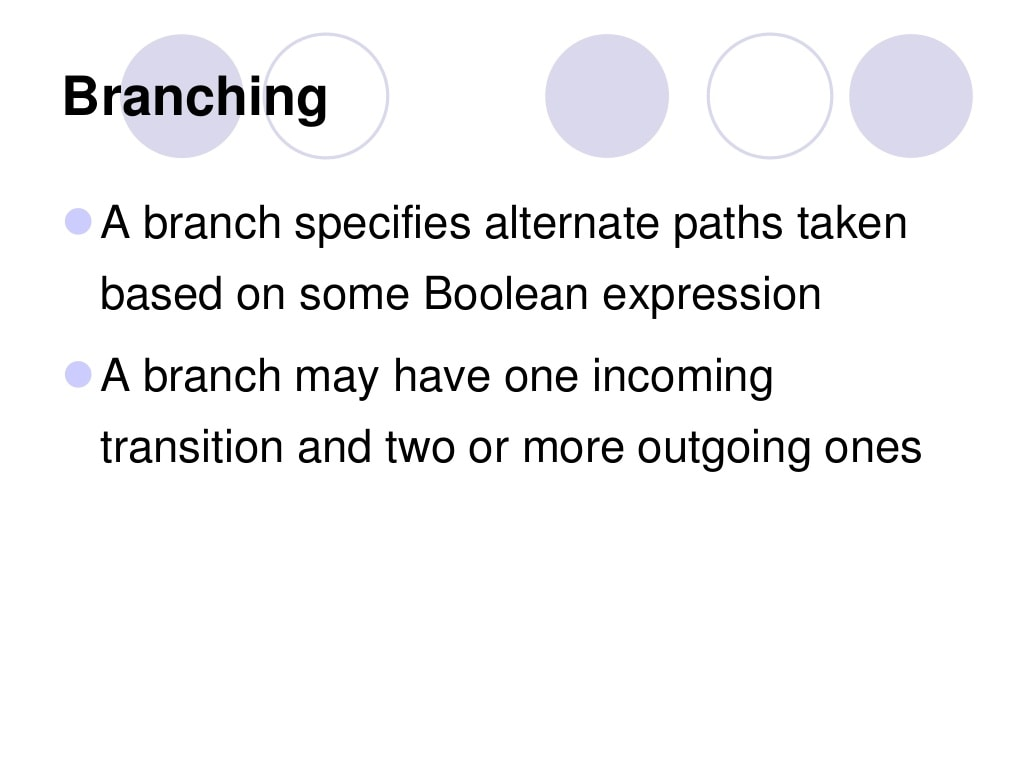 Branching
A branch specifies alternate paths taken
based on some Boolean expression
A branch may have one incoming
transition and two or more outgoing ones